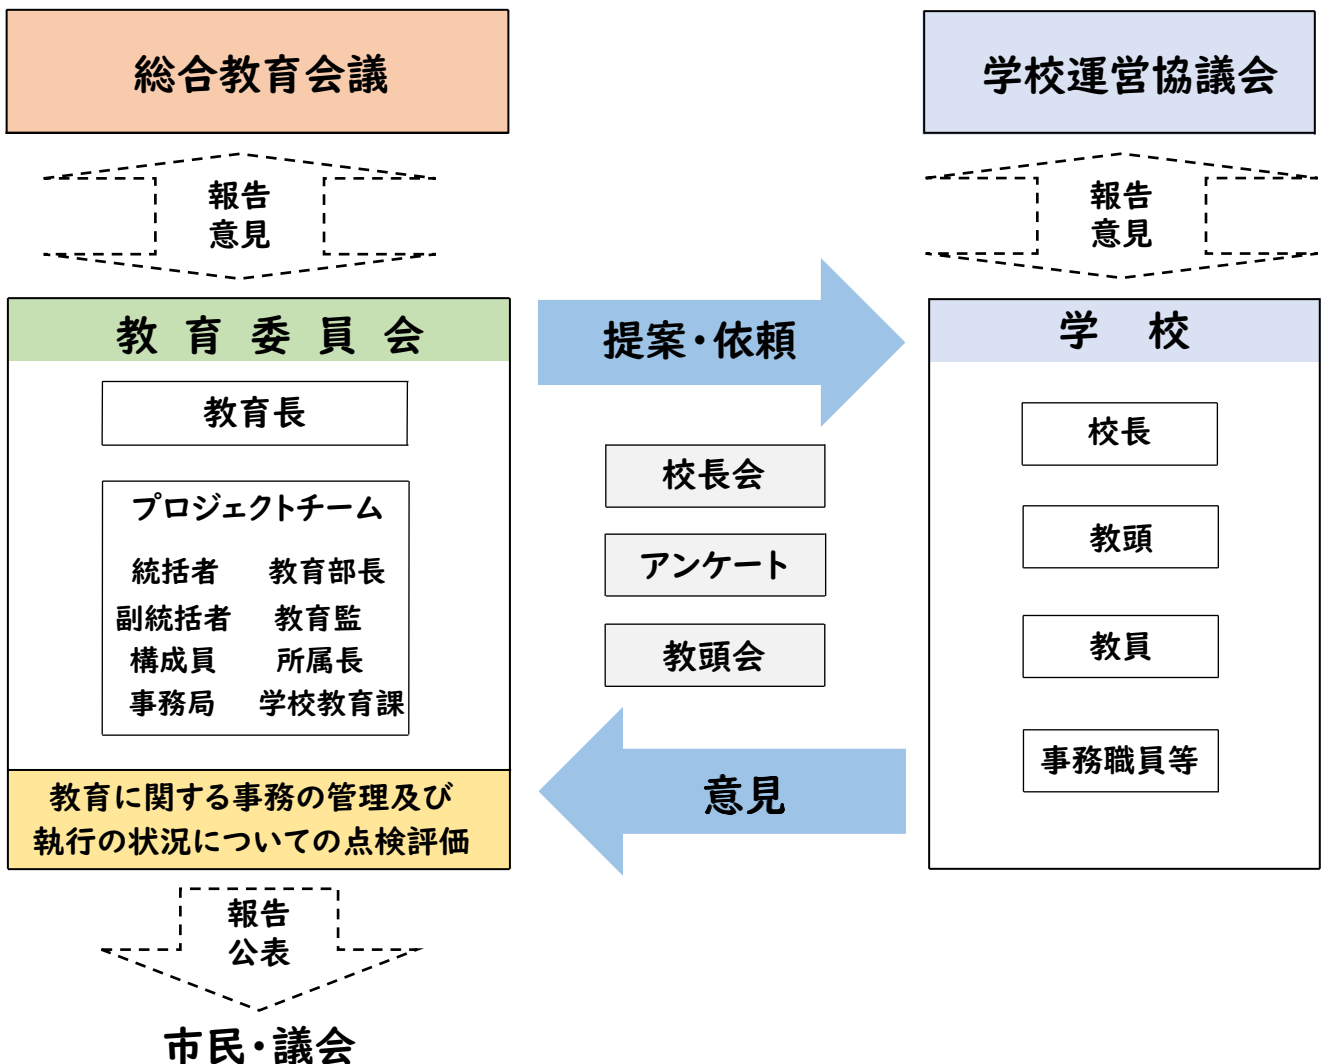 総合教育会議
学校運営協議会
報告
意見
報告
意見
教育委員会
教育長
プロジェクトチーム
統括者 教育部長
副統括者 教育監
構成員 所属長
事務局 学校教育課
教育に関する事務の管理及び
執行の状況についての点検評価
提案・依頼
校長会
アンケート
教頭会
意見
学校
校長
教頭
教員
事務職員等
報告
公表
市民・議会